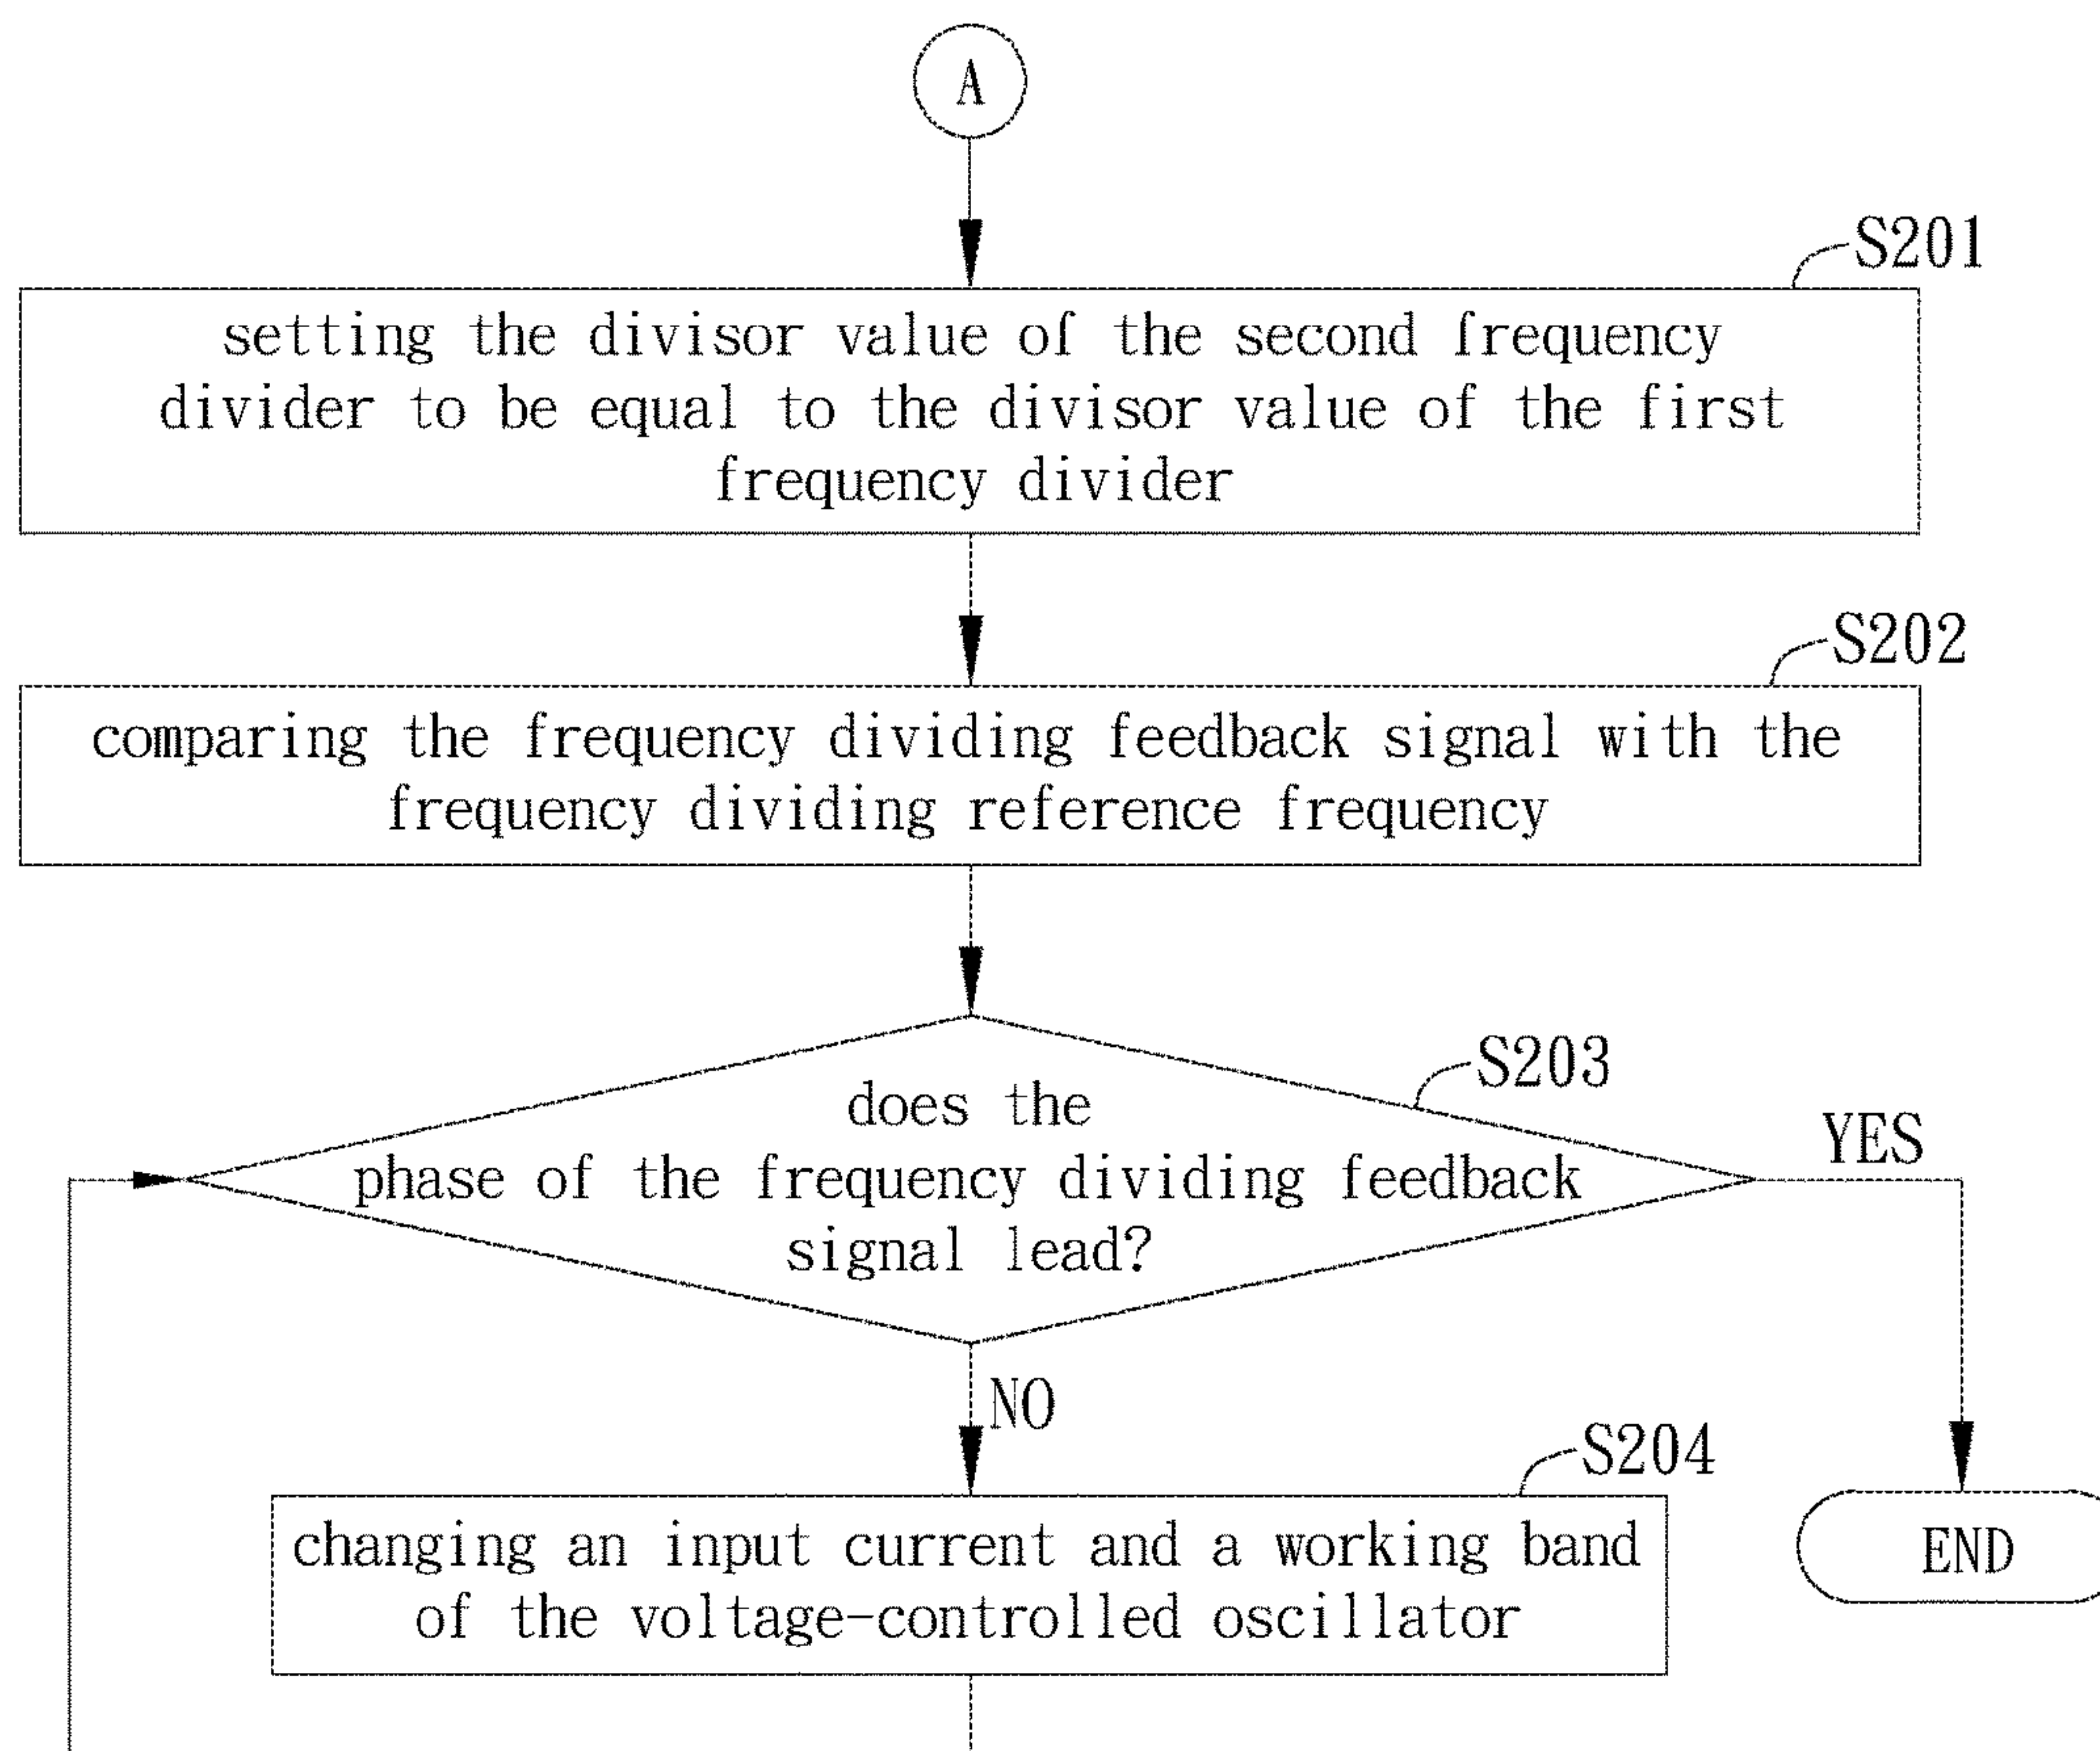 A
S201
setting the divisor value of the second frequency
divider to be equal to the divisor value of the first
frequency divider
S202
comparing the frequency dividing feedback signal with the
frequency dividing reference frequency
S203
does the
phase of the frequency dividing feedback
signal lead?
YES
NO
S204
changing an input current and a working band
of the voltage-controlled oscillator
END